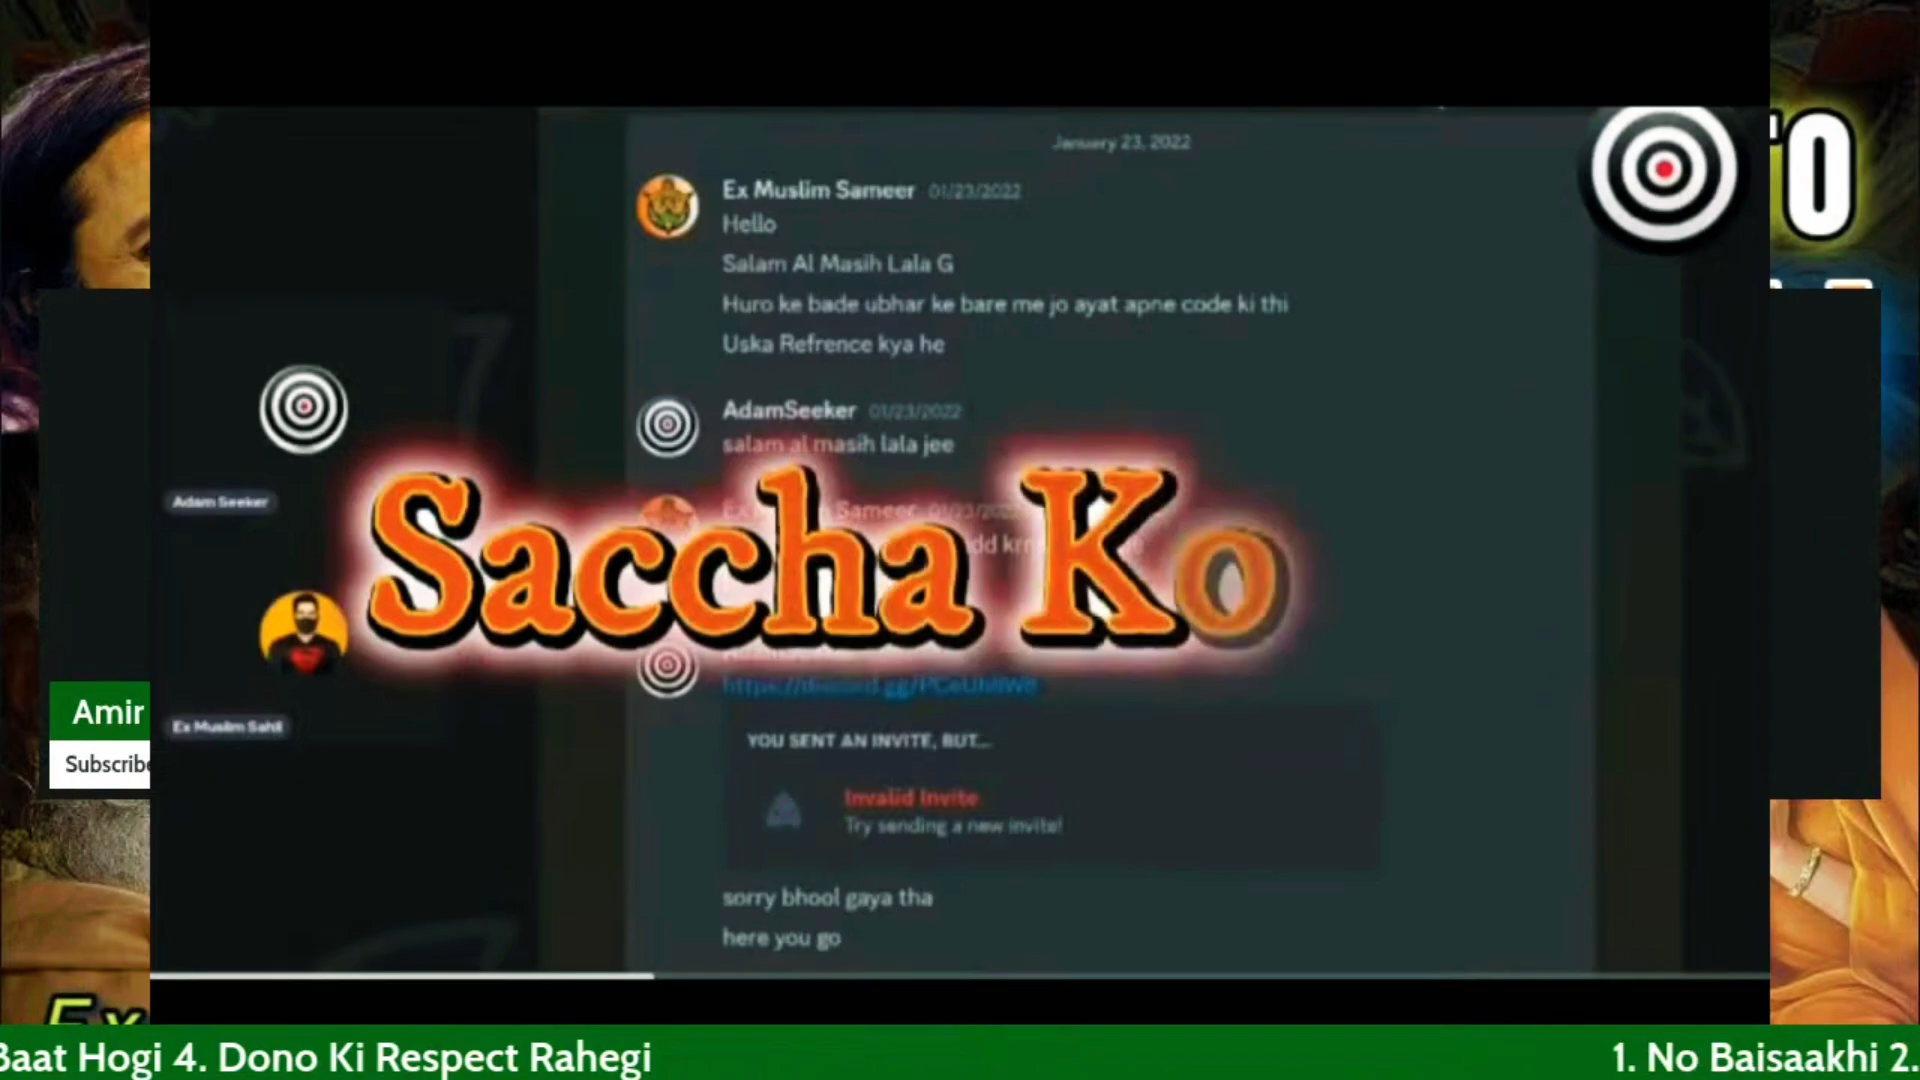 TO
January 23, 2022
Ex Muslim Sameer 01/23/2022
Hello
Salam Al Masih Lala G
Huro ke bade ubhar ke bare me jo ayat apne code ki thi
Uska Refrence kya he
AdamSeeker 01/23/2022
salam al masih lala jee
Adam Seeker
Sameer
Saccha Ko
Amir
Subscribe
Ex Muslim Sahil
YOU SENT AN INVITE, BUT...
Invalid Invite
Try sending a new invite!
sorry bhool gaya tha
here you go
Ex
Baat Hogi 4. Dono Ki Respect Rahegi
1. No Baisaakhi 2.